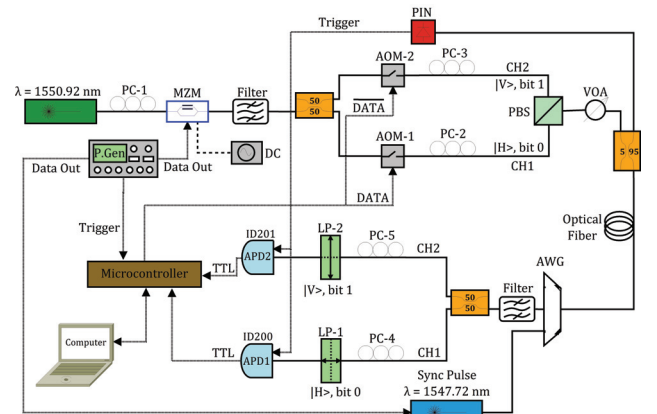 Trigger
PIN
λ = 1550.92 nm
PC-1
MZM
Filter
50
50
AOM-2
PC-3
CH2
|V>, bit 1
DATA
PBS
VOA
AOM-1
PC-2
|H>, bit 0
CH1
5 95
P.Gen
Data Out
Data Out
DC
DATA
Trigger
Optical
Fiber
ID201
LP-2
PC-5
CH2
APD2
TTL
|V>, bit 1
Microcontroller
50
50
Filter
AWG
Computer
ID200
LP-1
PC-4
CH1
TTL
APD1
|H>, bit 0
Sync Pulse
λ = 1547.72 nm